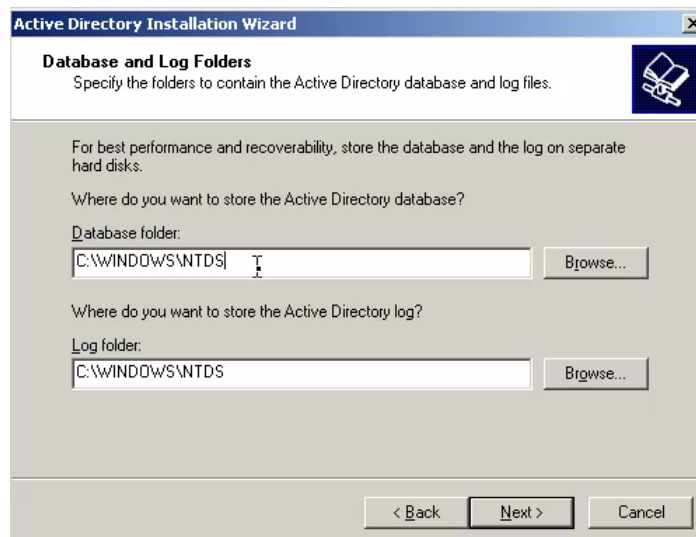 Active Directory Installation Wizard
Database and Log Folders
Specify the folders to contain the Active Directory database and log files.
For best performance and recoverability, store the database and the log on separate
hard disks.
Where do you want to store the Active Directory database?
Database folder:
C:\WINDOWS\NTDS
Browse...
Where do you want to store the Active Directory log?
Log folder:
C:\WINDOWS\NTDS
Browse...
< Back
Next >
Cancel